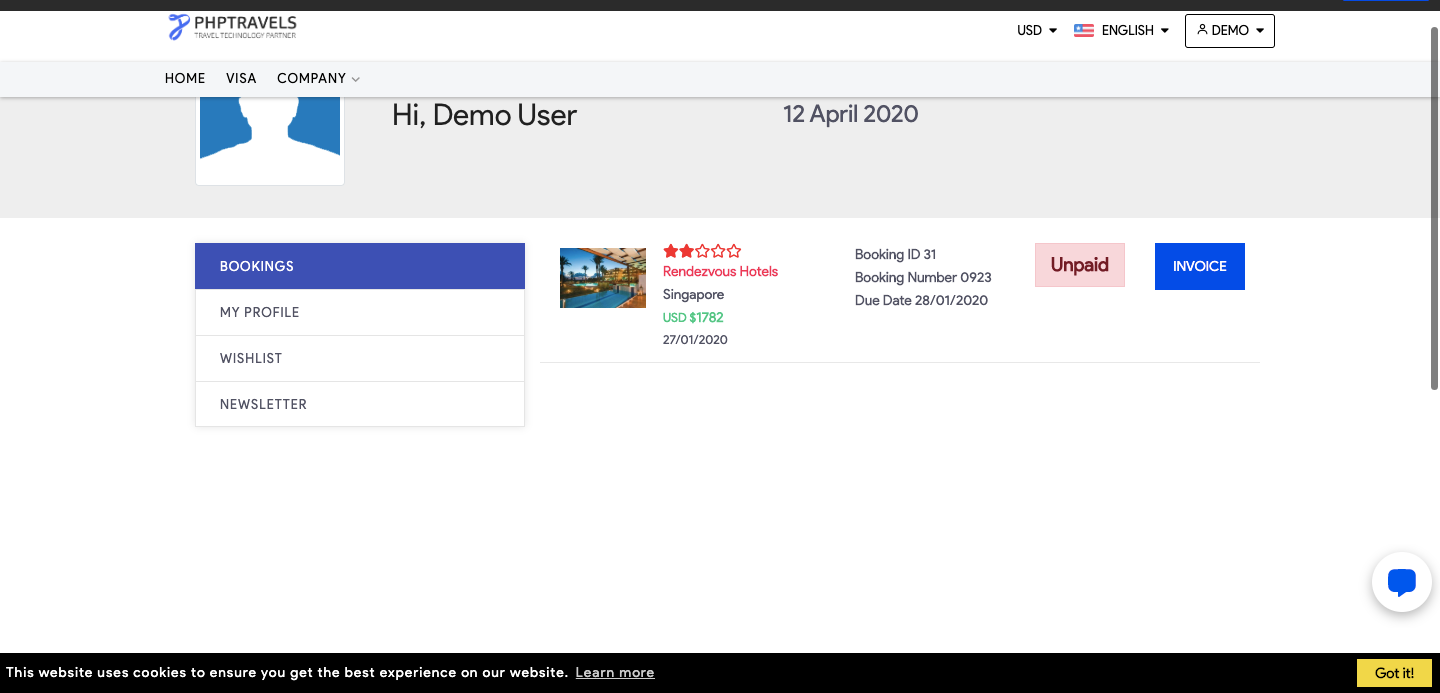 PHPTRAVELS
TRAVEL TECHNOLOGY PARTNER
USD
ENGLISH
DEMO
HOME VISA COMPANY
Hi, Demo User
12 April 2020
BOOKINGS
MY PROFILE
WISHLIST
NEWSLETTER
Rendezvous Hotels
Singapore
USD $1782
27/01/2020
Booking ID 31
Booking Number 0923
Due Date 28/01/2020
Unpaid
INVOICE
This website uses cookies to ensure you get the best experience on our website. Learn more
Got it!